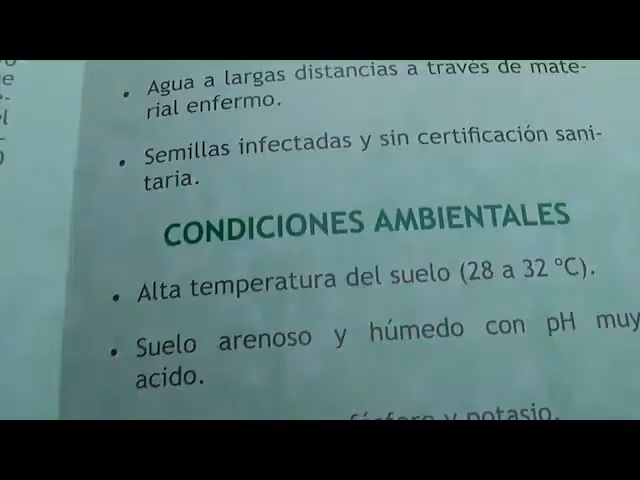 • Agua a largas distancias a través de mate-
rial enfermo.
• Semillas infectadas y sin certificación sani-
taria.
CONDICIONES AMBIENTALES
• Alta temperatura del suelo (28 a 32 °C).
• Suelo arenoso y húmedo con pH muy
acido.
y potasio.